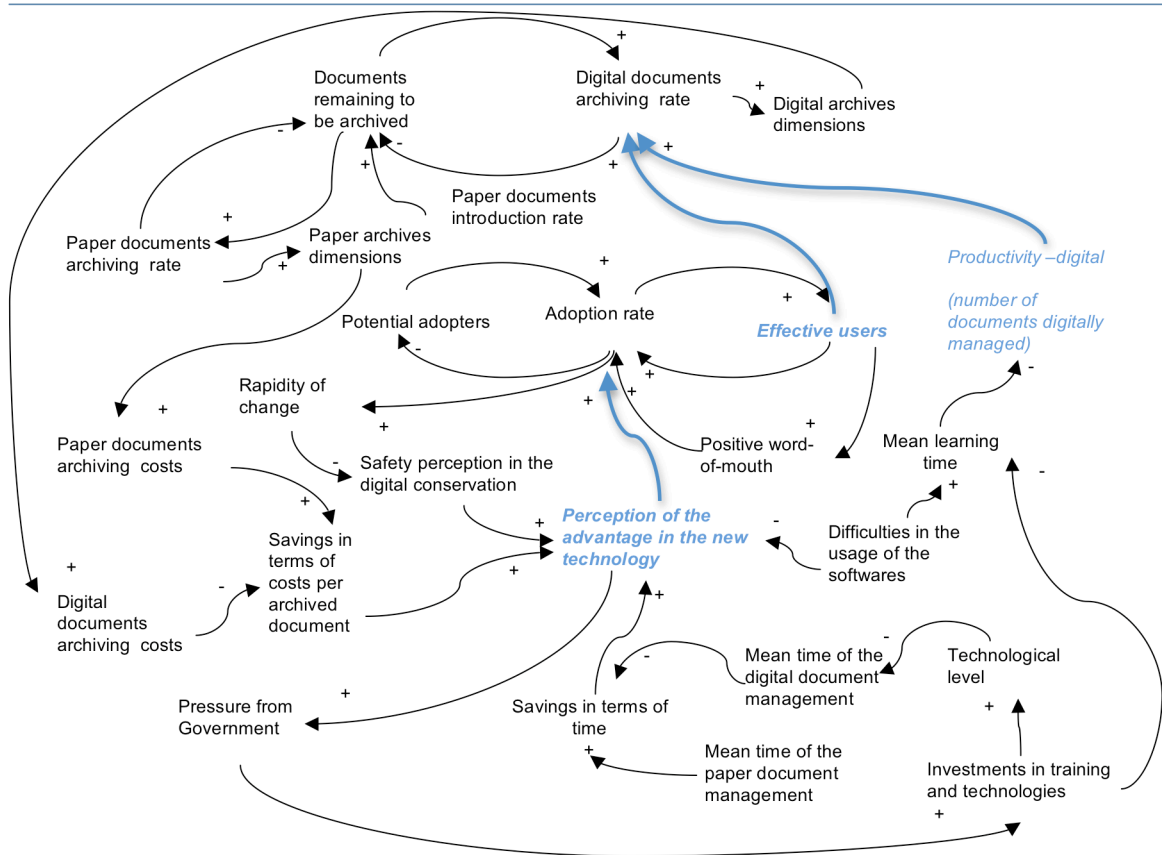 +
Documents
remaining to
be archived
Digital documents
archiving rate
+
Digital archives
dimensions
-
-
+
+
+
Paper documents
introduction rate
+
Paper documents
archiving rate
+
Paper archives
dimensions
Productivity –digital
(number of
documents digitally
managed)
+
+
Potential adopters
Adoption rate
Effective users
-
+
+
+
-
Rapidity of
change
+
+
+
Paper documents
archiving costs
-
Safety perception in the
digital conservation
Positive word-
of-mouth
Mean learning
time
-
+
+
Savings in
terms of
costs per
archived
document
+
+
Perception of the
advantage in the new
technology
-
Difficulties in the
usage of the
softwares
+
-
Digital
documents
archiving costs
+
-
Mean time of the
digital document
management
-
Technological
level
+
Pressure from
Government
Savings in terms of
time
+
+
Mean time of the
paper document
management
Investments in training
and technologies
+